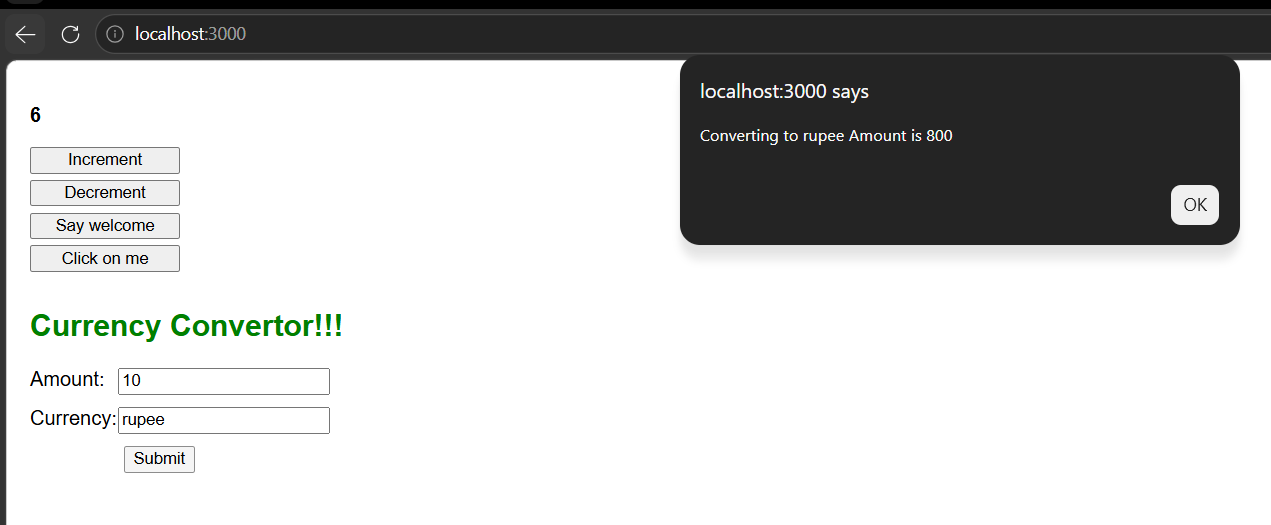 localhost:3000
localhost:3000 says
Converting to rupee Amount is 800
OK
6
Increment
Decrement
Say welcome
Click on me
Currency Convertor!!!
Amount: 10
Currency: rupee
Submit